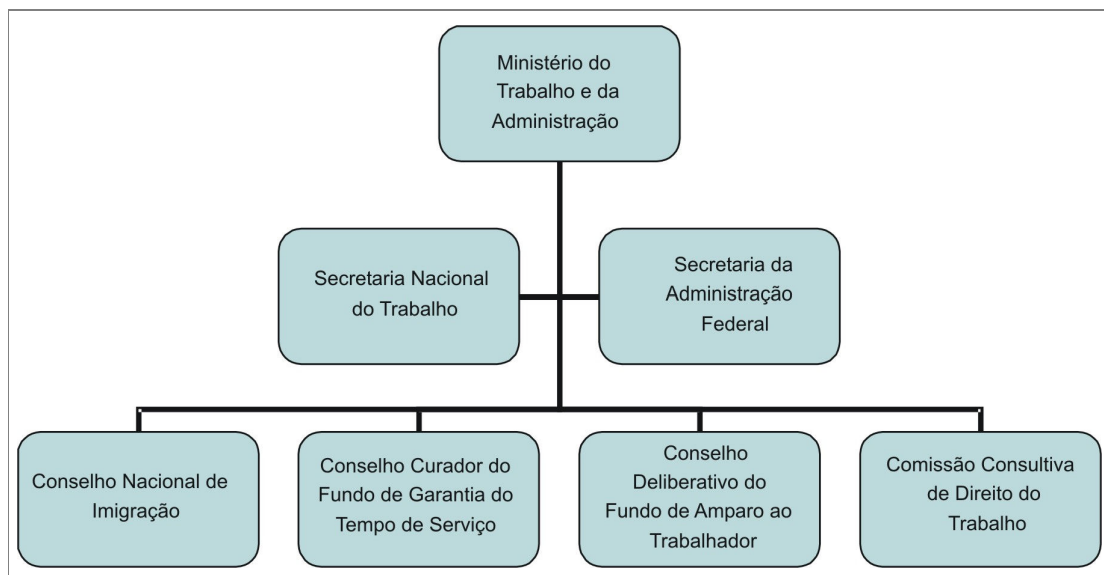 Ministério do
Trabalho e da
Administração
Secretaria Nacional
do Trabalho
Secretaria da
Administração
Federal
Conselho Nacional de
Imigração
Conselho Curador do
Fundo de Garantia do
Tempo de Serviço
Conselho
Deliberativo do
Fundo de Amparo ao
Trabalhador
Comissão Consultiva
de Direito do
Trabalho